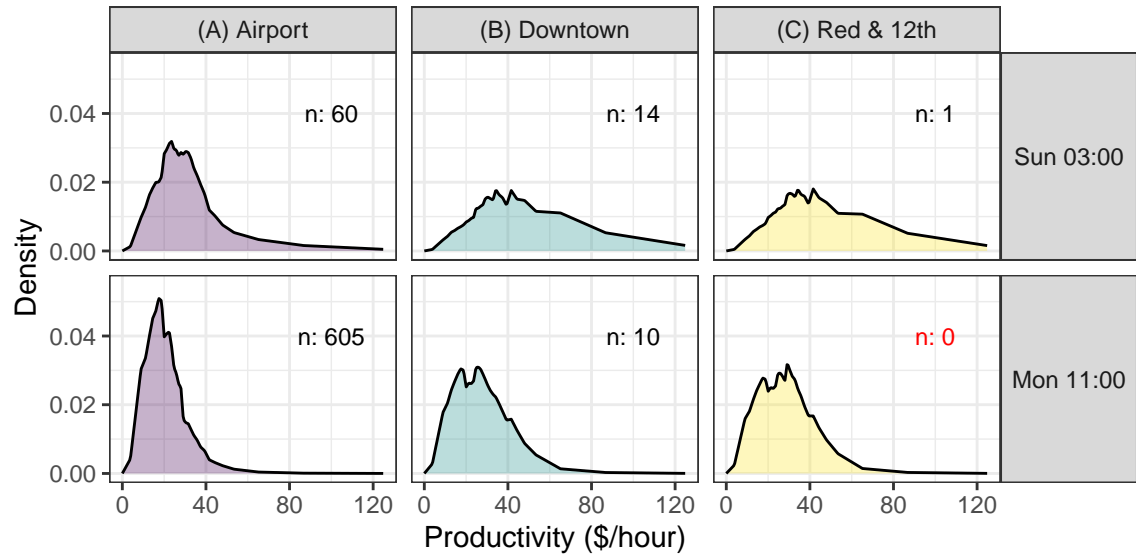 (A) Airport
(B) Downtown
(C) Red & 12th
Density
0.04
0.02
0.00
n: 60
n: 14
n: 1
Sun 03:00
0.04
0.02
0.00
n: 605
n: 10
n: 0
Mon 11:00
0 40 80 120
0 40 80 120
0 40 80 120
Productivity ($/hour)